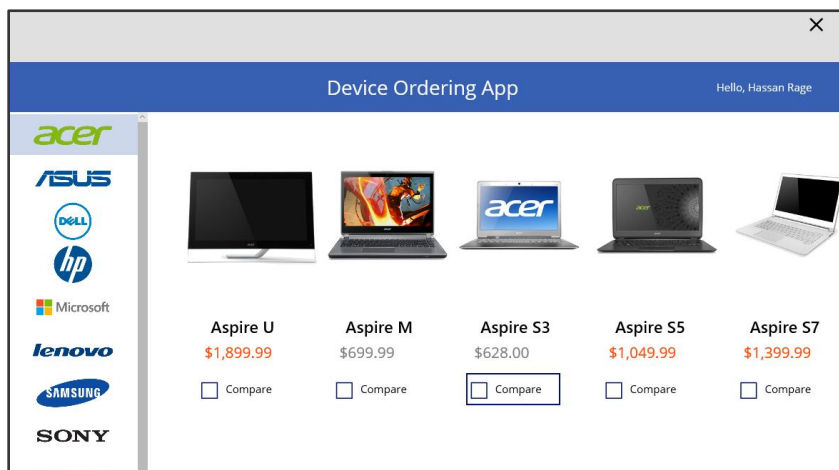 Device Ordering App
Hello, Hassan Rage
acer
ASUS
DELL
hp
Microsoft
lenovo
SAMSUNG
SONY
acer
acer
Aspire U
$1,899.99
Compare
Aspire M
$699.99
Compare
Aspire S3
$628.00
Compare
Aspire S5
$1,049.99
Compare
Aspire S7
$1,399.99
Compare